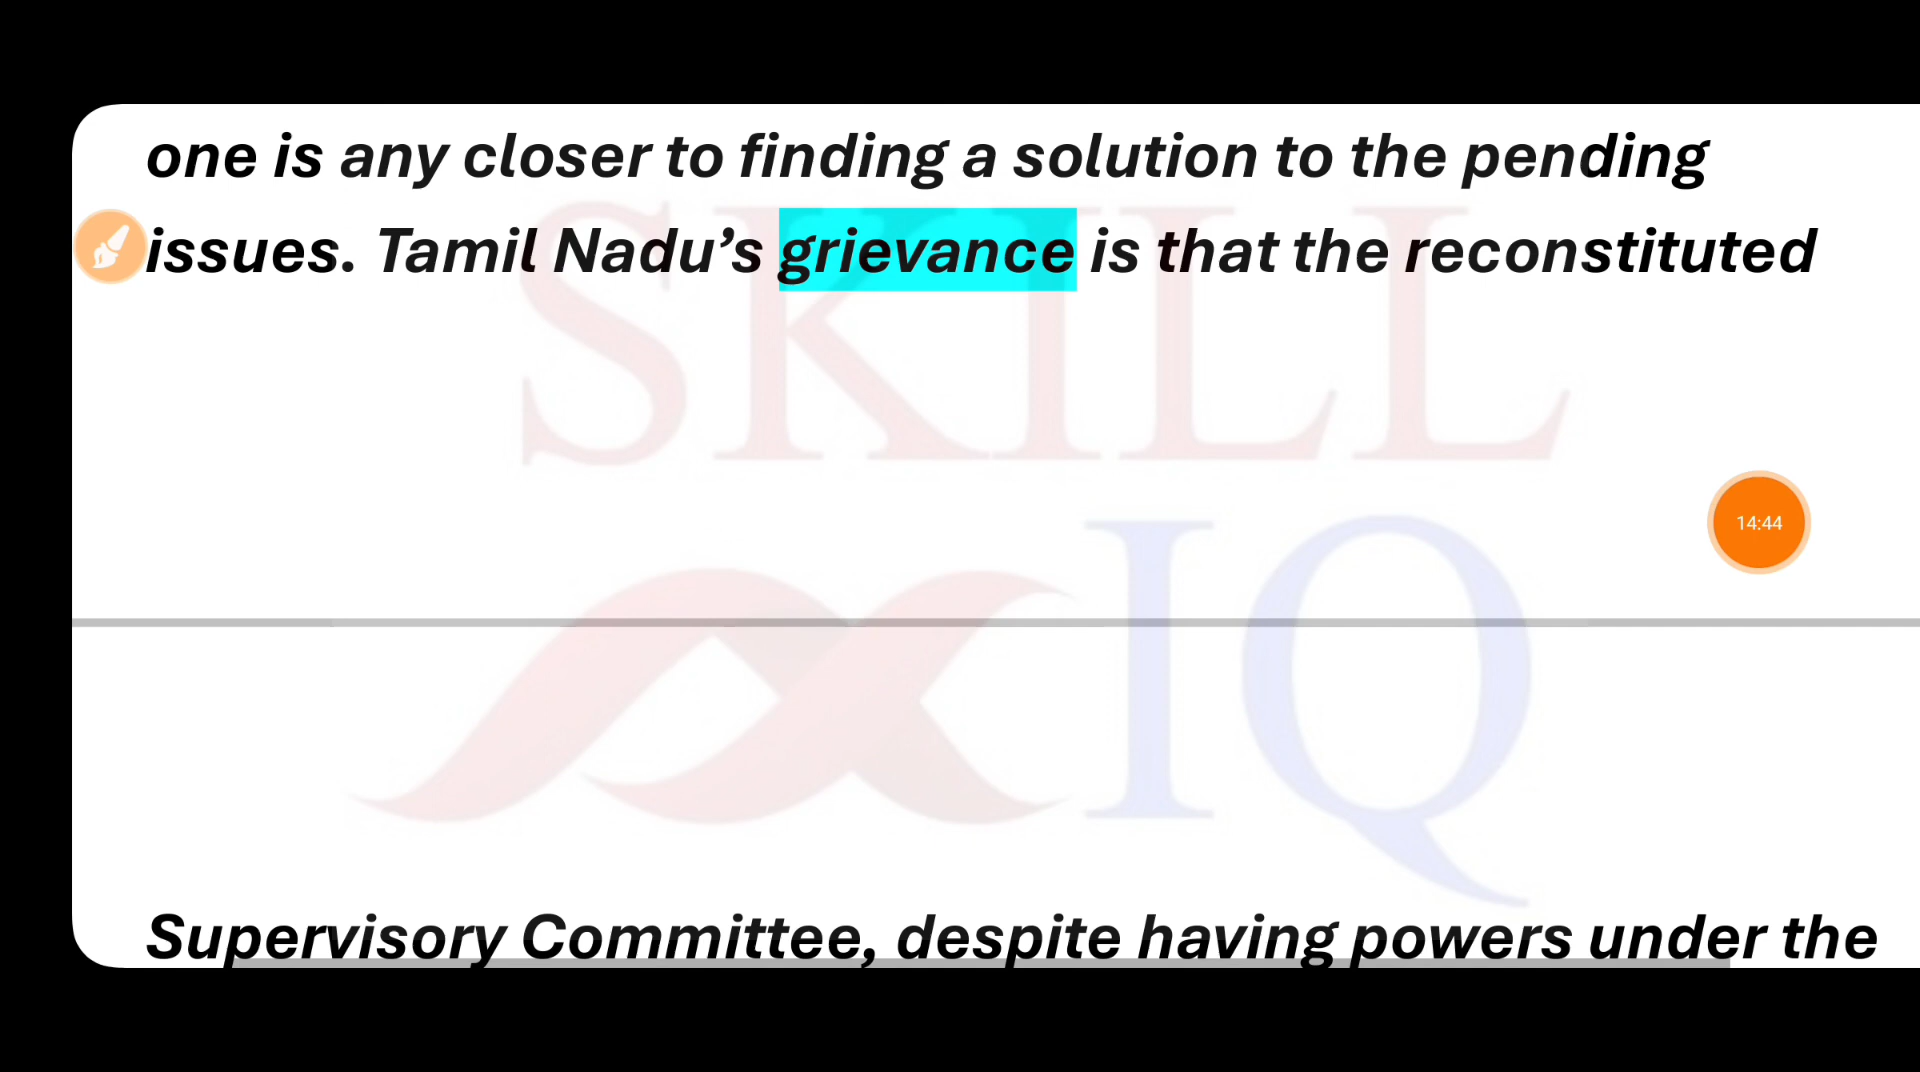 one is any closer to finding a solution to the pending
issues. Tamil Nadu’s grievance is that the reconstituted
SKILL
14:44
IQ
Supervisory Committee, despite having powers under the